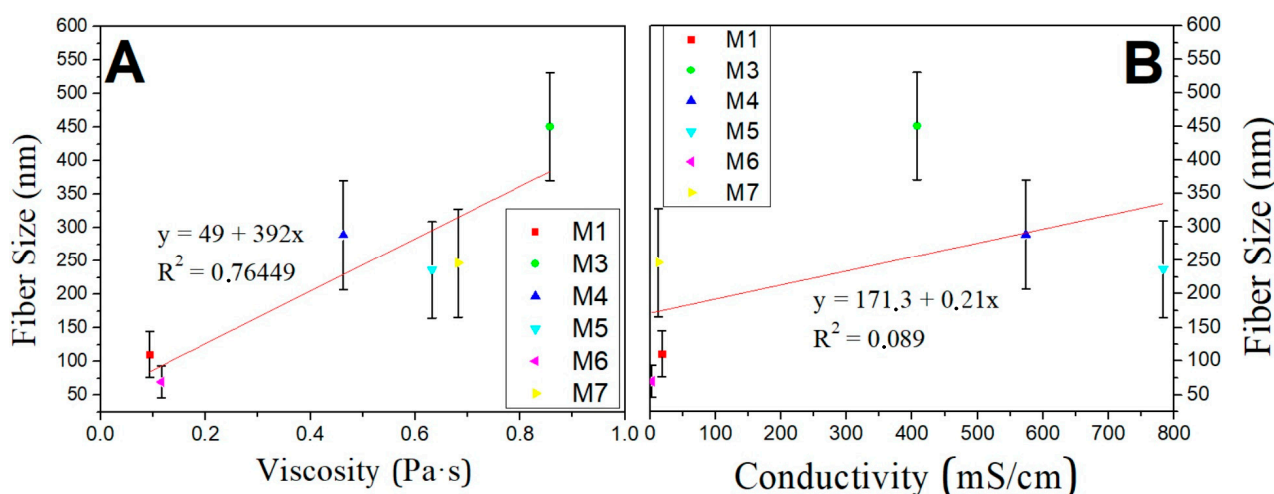 A
600
550
500
450
400
350
300
250
200
150
100
50
Fiber Size (nm)
y = 49 + 392x
R² = 0.76449
M1
M3
M4
M5
M6
M7
0.0 0.2 0.4 0.6 0.8 1.0
Viscosity (Pa·s)
B
M1
M3
M4
M5
M6
M7
y = 171.3 + 0.21x
R² = 0.089
600
550
500
450
400
350
300
250
200
150
100
50
Fiber Size (nm)
0 100 200 300 400 500 600 700 800
Conductivity (mS/cm)